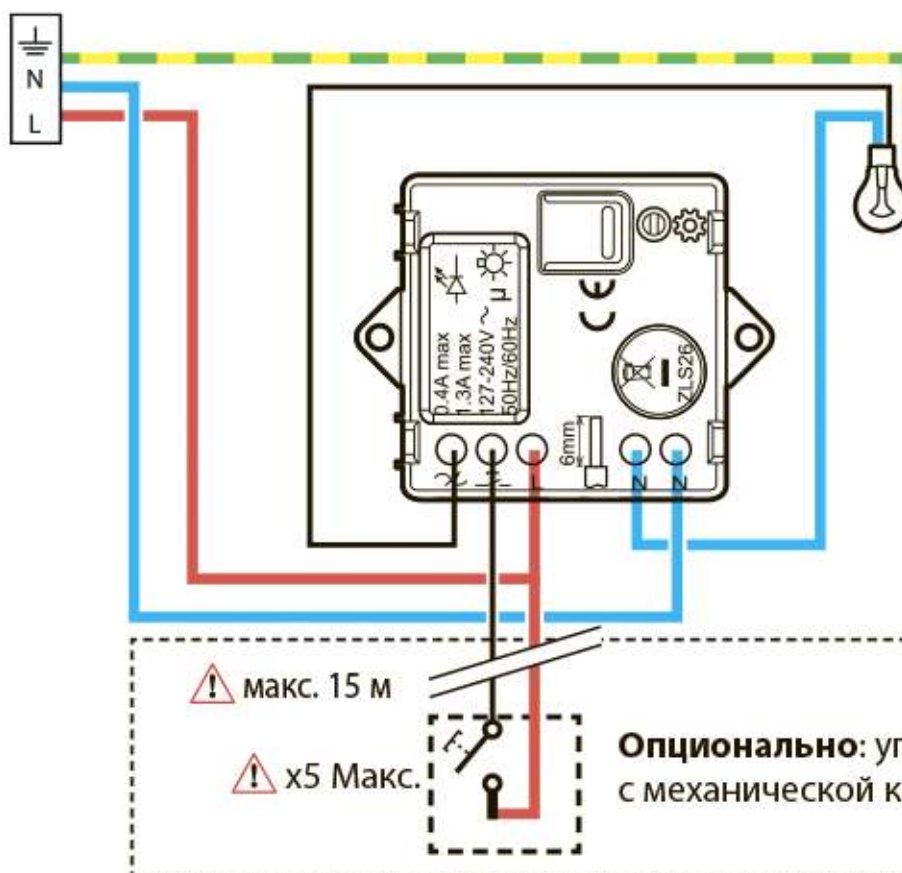 N
L
0.4A max
1.3A max
127-240V ~ µ
50Hz/60Hz
CE
ZLS26
6mm
L
N
N
макс. 15 м
x5 Макс.
Опционально: уп
с механической к